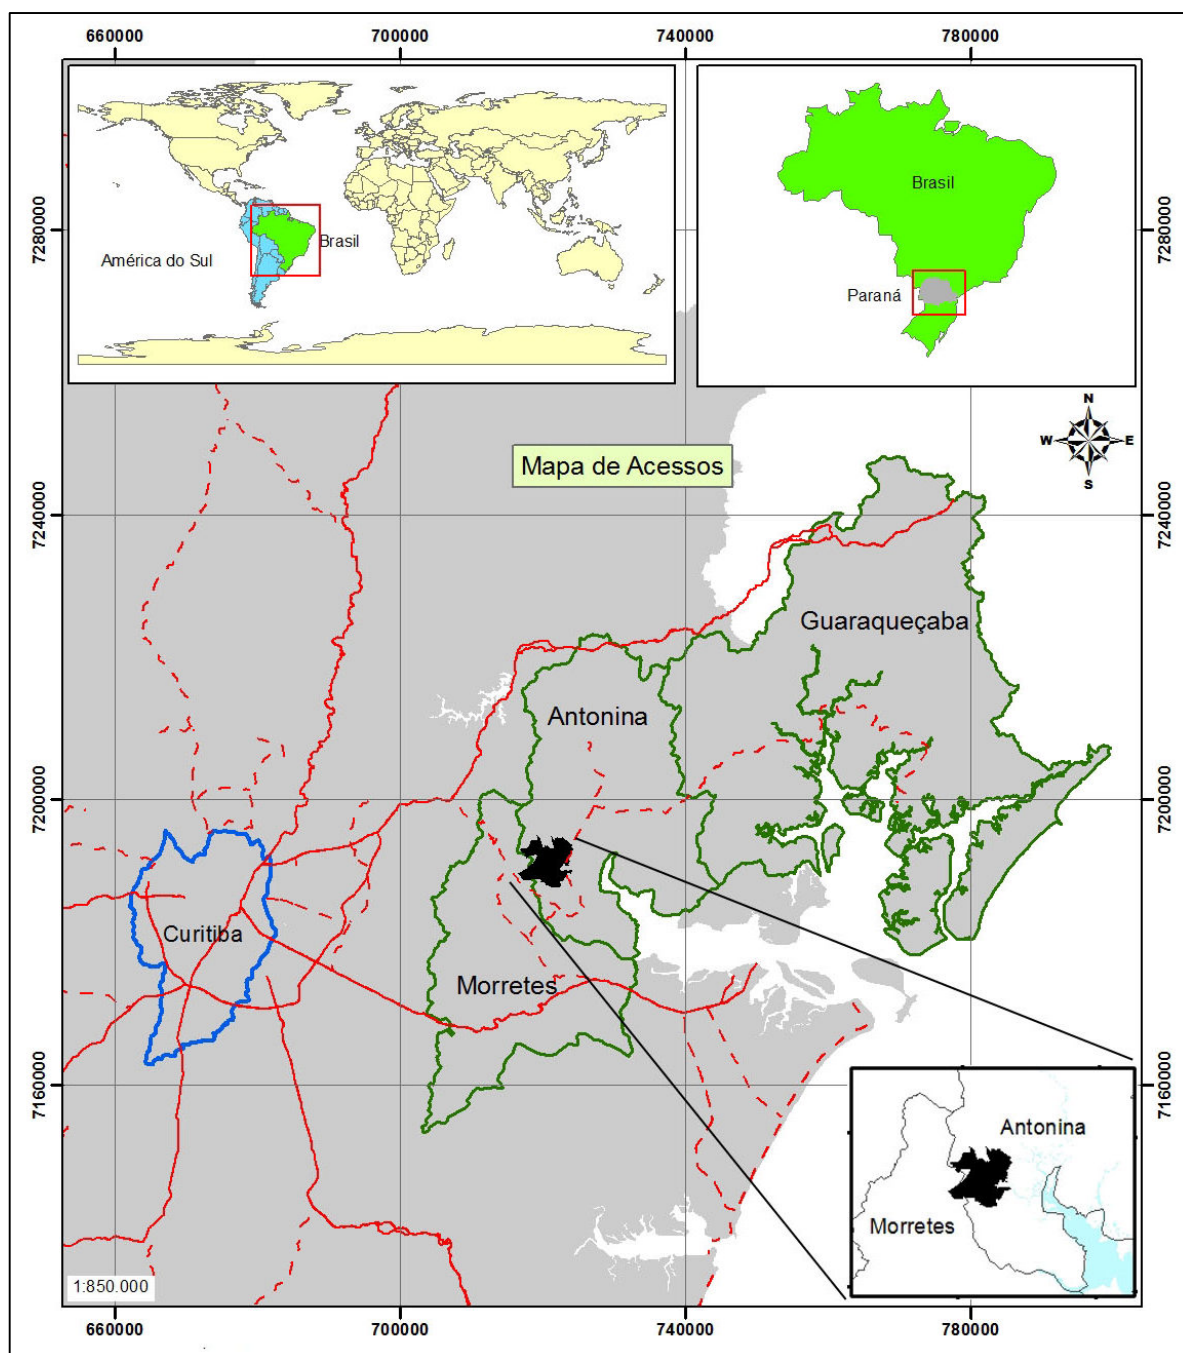 660000 700000 740000 780000
Brasil
América do Sul
Brasil
Paraná
7280000
7280000
N
W E
S
Mapa de Acessos
7240000
7240000
Guaraqueçaba
Antonina
7200000
7200000
Curitiba
Morretes
7160000
7160000
Antonina
Morretes
1:850.000
660000 700000 740000 780000